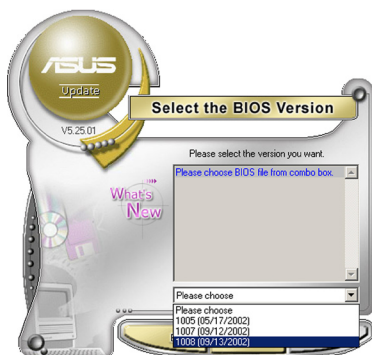 ASUS
Update
V5.25.01
Select the BIOS Version
Please select the version you want.
Please choose BIOS file from combo box.
What's
New
Please choose
Please choose
1005 (05/17/2002)
1007 (09/12/2002)
1008 (09/13/2002)